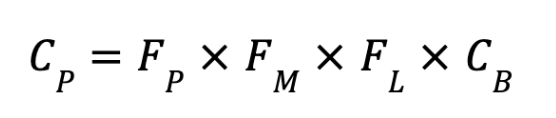 C_P = F_P × F_M × F_L × C_B